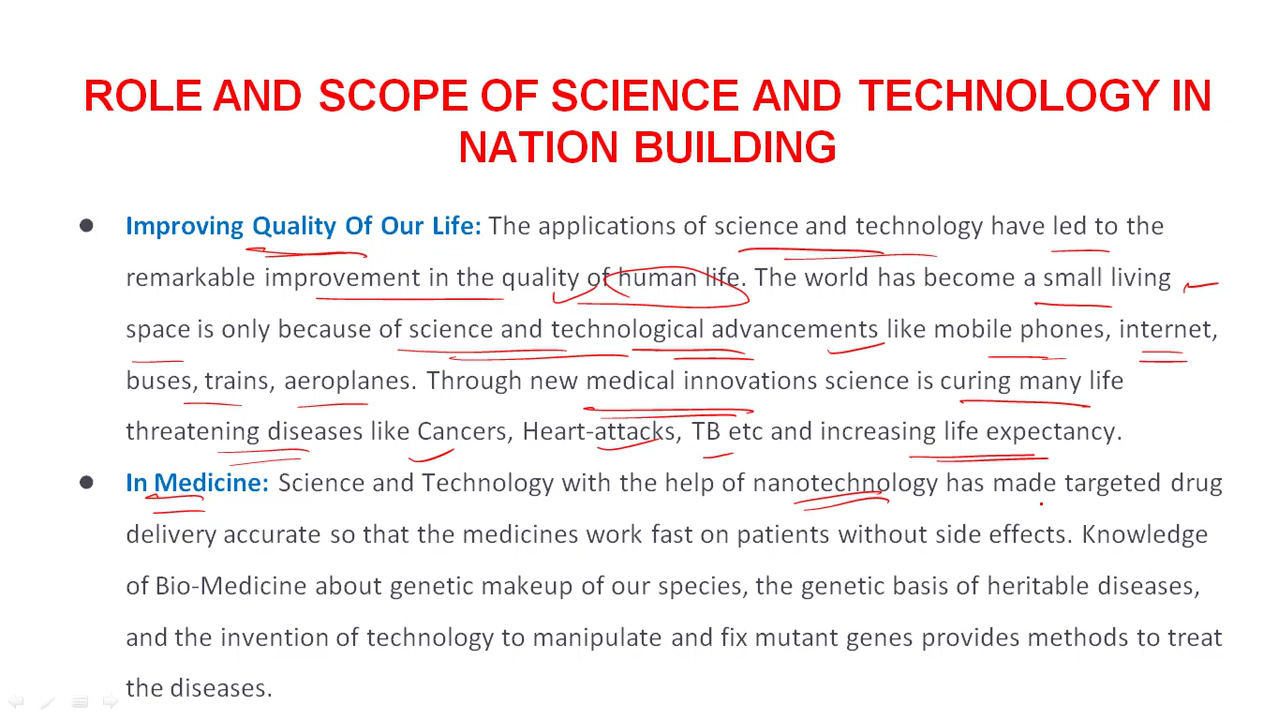 ROLE AND SCOPE OF SCIENCE AND TECHNOLOGY IN
NATION BUILDING
● Improving Quality Of Our Life: The applications of science and technology have led to the
remarkable improvement in the quality of human life. The world has become a small living
space is only because of science and technological advancements like mobile phones, internet,
buses, trains, aeroplanes. Through new medical innovations science is curing many life
threatening diseases like Cancers, Heart-attacks, TB etc and increasing life expectancy.
● In Medicine: Science and Technology with the help of nanotechnology has made targeted drug
delivery accurate so that the medicines work fast on patients without side effects. Knowledge
of Bio-Medicine about genetic makeup of our species, the genetic basis of heritable diseases,
and the invention of technology to manipulate and fix mutant genes provides methods to treat
the diseases.